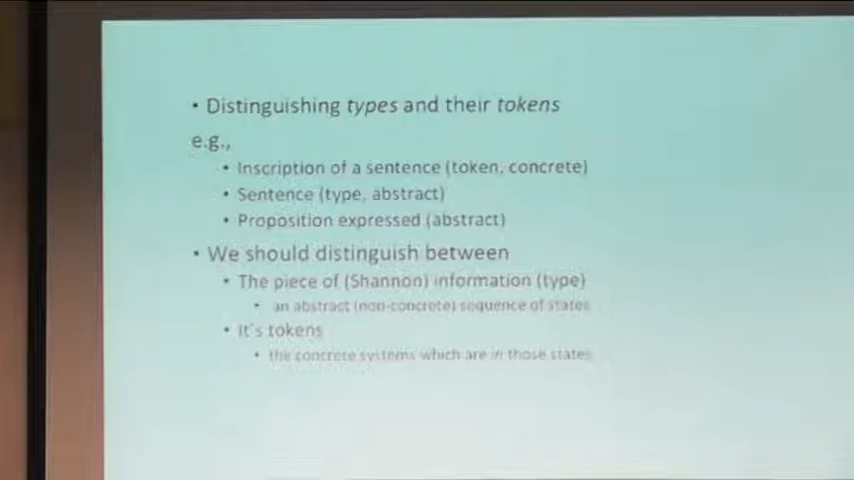 • Distinguishing types and their tokens
e.g.,
• Inscription of a sentence (token, concrete)
• Sentence (type, abstract)
• Proposition expressed (abstract)
• We should distinguish between
• The piece of (Shannon) information (type)
• an abstract (non-concrete) sequence of states
• It's tokens
• the concrete systems which are in those states